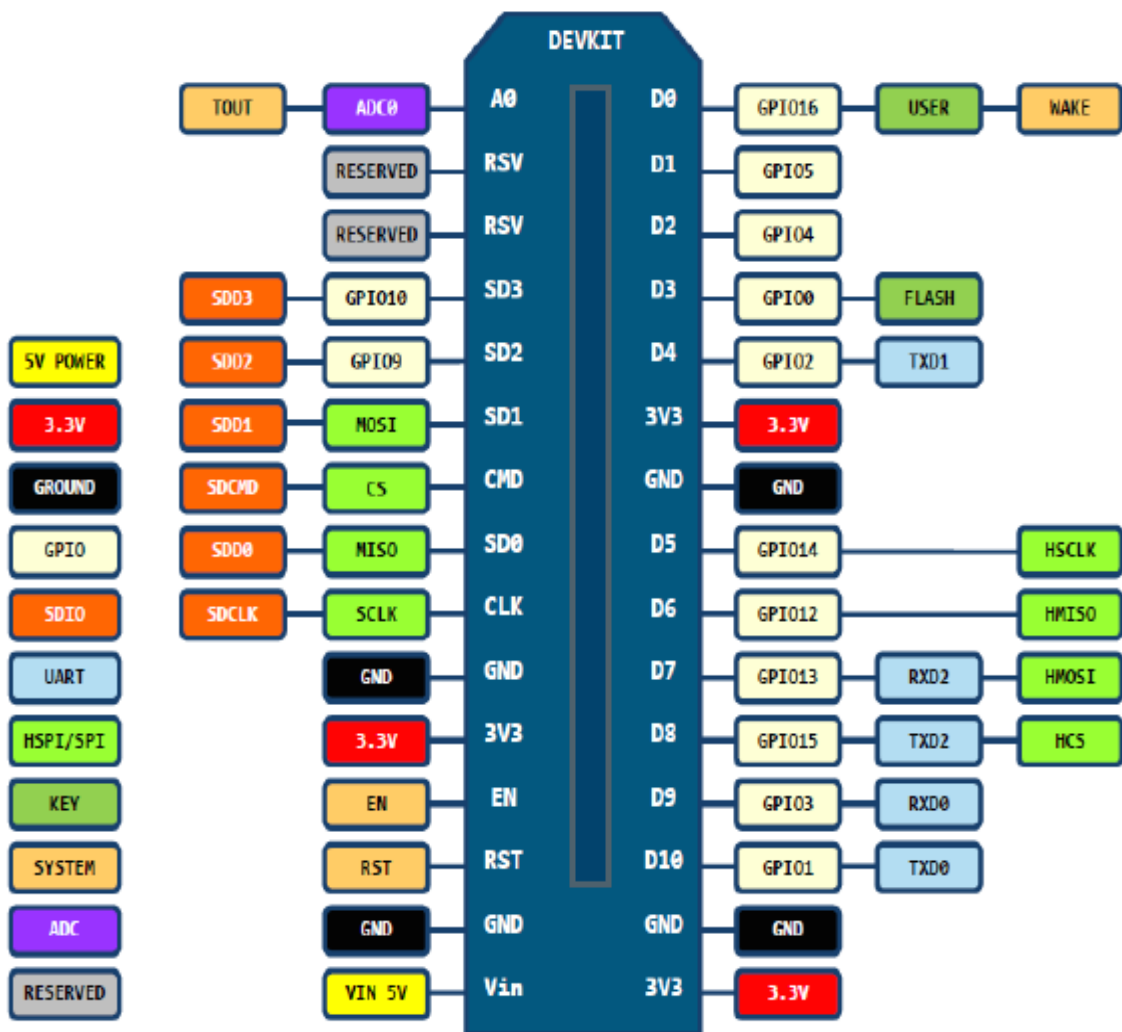 DEVKIT
TOUT ADC0 A0 D0 GPIO16 USER WAKE
RESERVED RSV D1 GPIO5
RESERVED RSV D2 GPIO4
SDD3 GPIO10 SD3 D3 GPIO0 FLASH
5V POWER SDD2 GPIO9 SD2 D4 GPIO2 TXD1
3.3V SDD1 MOSI SD1 3V3 3.3V
GROUND SDCMD CS CMD GND GND
GPIO SDD0 MISO SD0 D5 GPIO14 HSCLK
SDIO SDCLK SCLK CLK D6 GPIO12 HMISO
UART GND GND D7 GPIO13 RXD2 HMOSI
HSPI/SPI 3.3V 3V3 D8 GPIO15 TXD2 HCS
KEY EN EN D9 GPIO3 RXD0
SYSTEM RST RST D10 GPIO1 TXD0
ADC GND GND GND GND
RESERVED VIN 5V Vin 3V3 3.3V